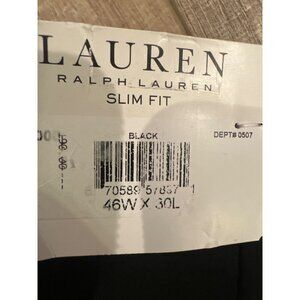 LAUREN
RALPH LAUREN
SLIM FIT
BLACK
DEPT# 0507
46W X 30L